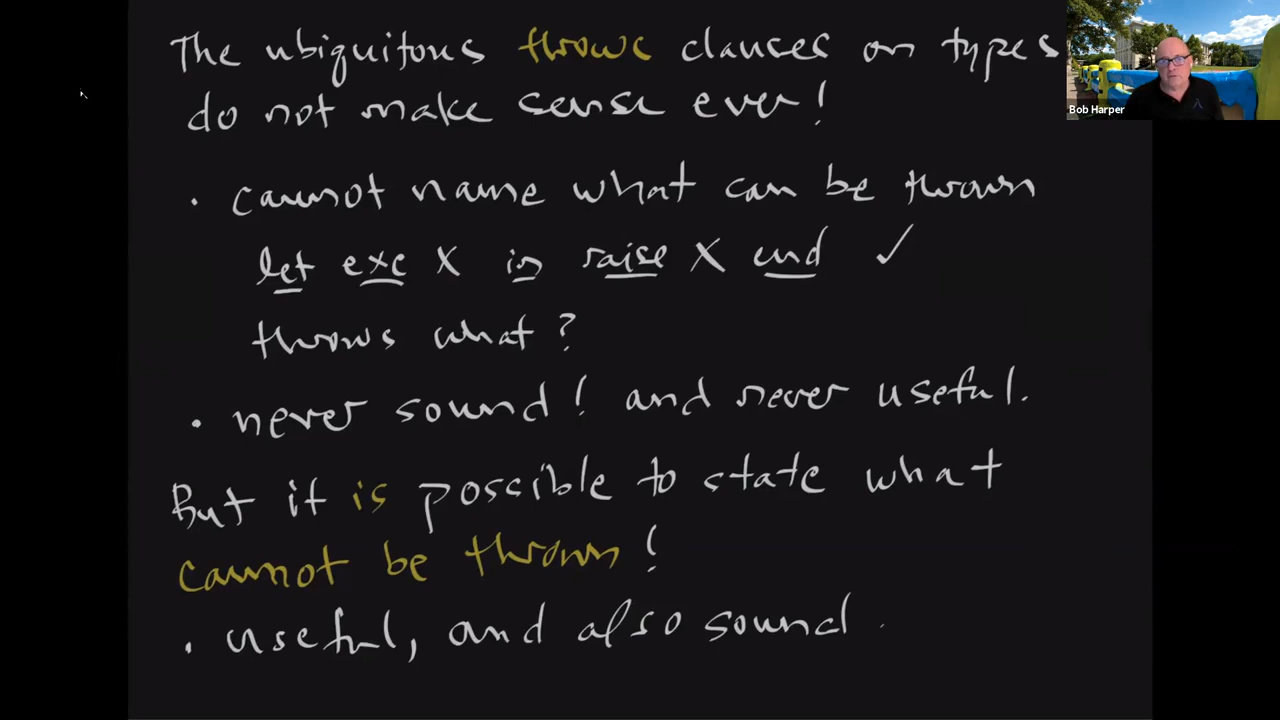 The ubiquitous throws clauses on types
Bob Harper
do not make sense ever!
• cannot name what can be thrown
let exc X in raise X end ✓
throws what?
• never sound! and never useful.
But it is possible to state what
cannot be thrown!
• useful, and also sound.